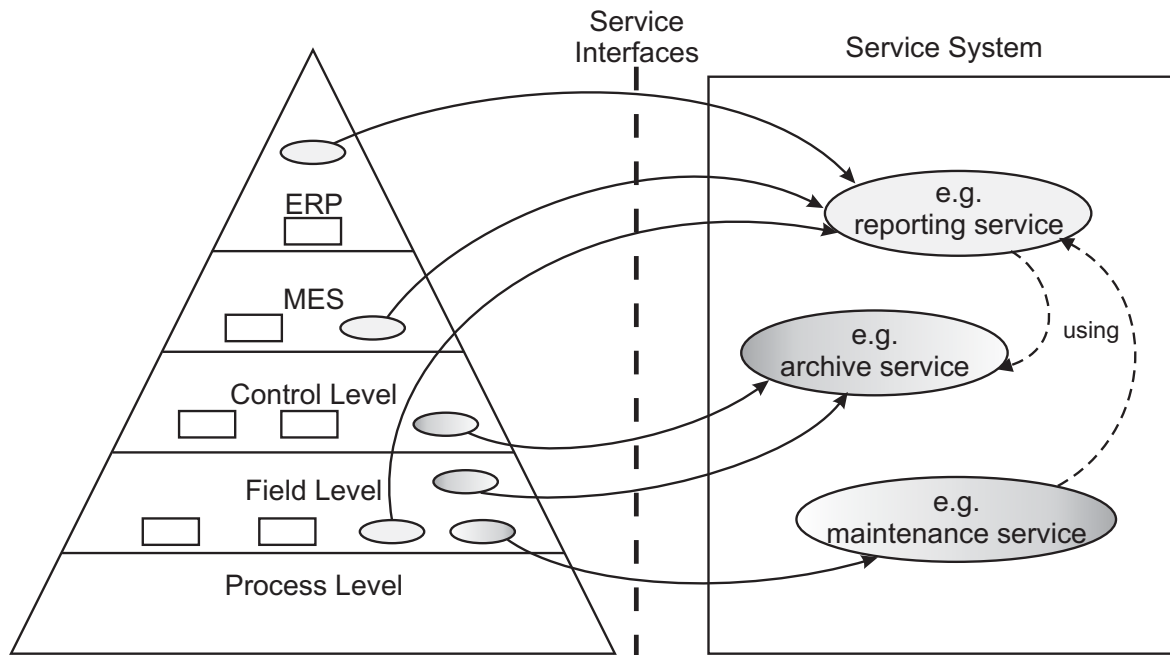 Service
Interfaces
Service System
ERP
MES
Control Level
Field Level
Process Level
e.g.
reporting service
e.g.
archive service
using
e.g.
maintenance service